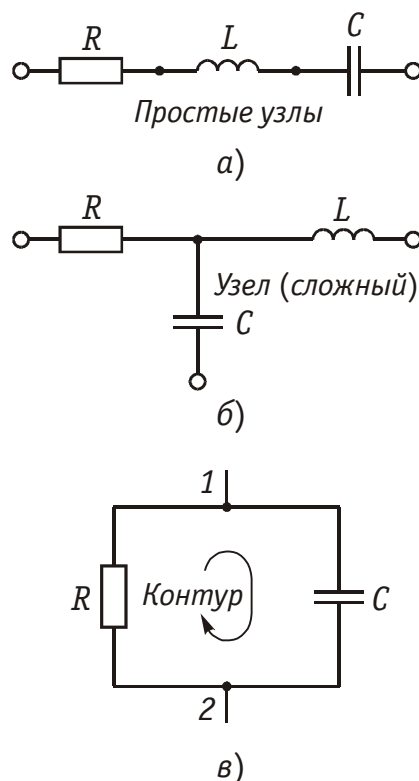 R L C
Простые узлы
а)
R L
Узел (сложный)
C
б)
1
R Контур C
2
в)